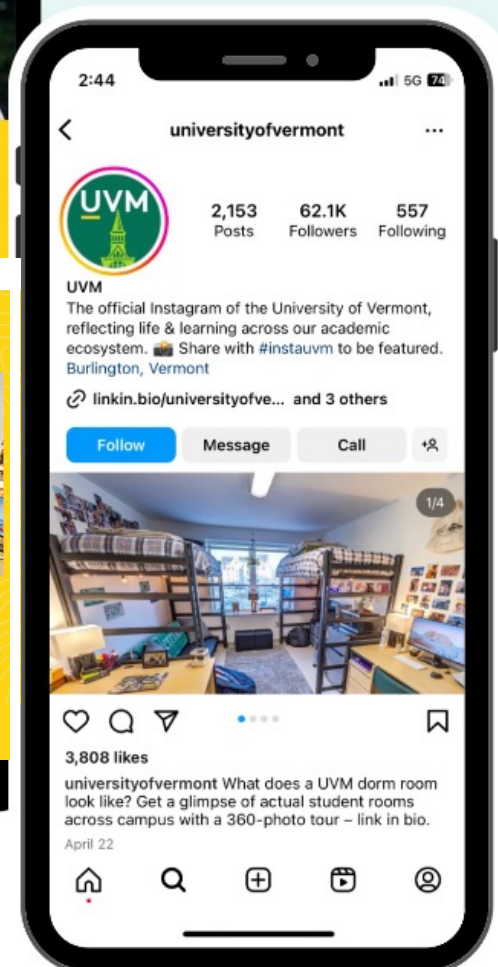 2:44
5G 74
universityofvermont
UVM
2,153 62.1K 557
Posts Followers Following
UVM
The official Instagram of the University of Vermont,
reflecting life & learning across our academic
ecosystem. 📸 Share with #instauvm to be featured.
Burlington, Vermont
linkin.bio/universityofve... and 3 others
Follow Message Call
1/4
3,808 likes
universityofvermont What does a UVM dorm room
look like? Get a glimpse of actual student rooms
across campus with a 360-photo tour – link in bio.
April 22